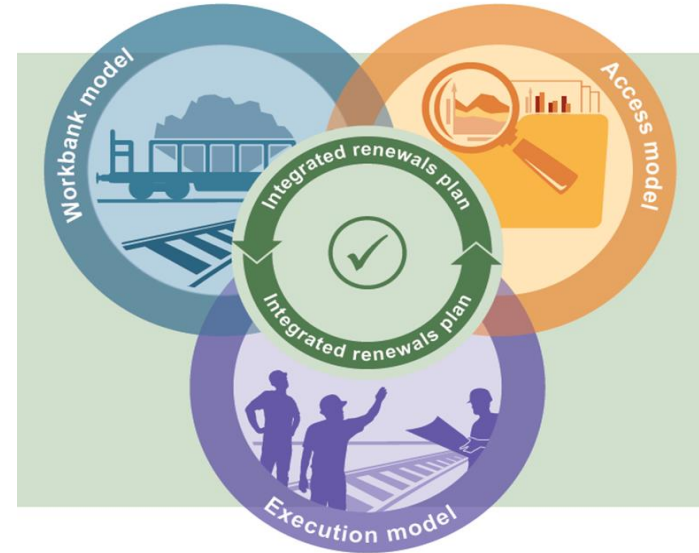 Workbank model
Access model
Integrated renewals plan
Integrated renewals plan
Execution model